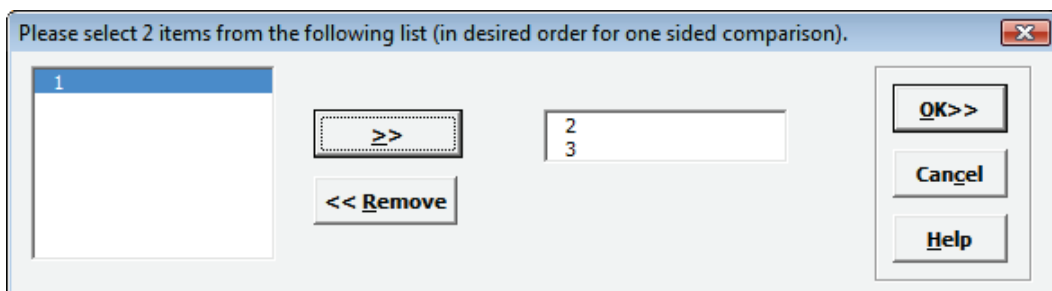 Please select 2 items from the following list (in desired order for one sided comparison).
1
>>
<< Remove
2
3
OK>>
Cancel
Help